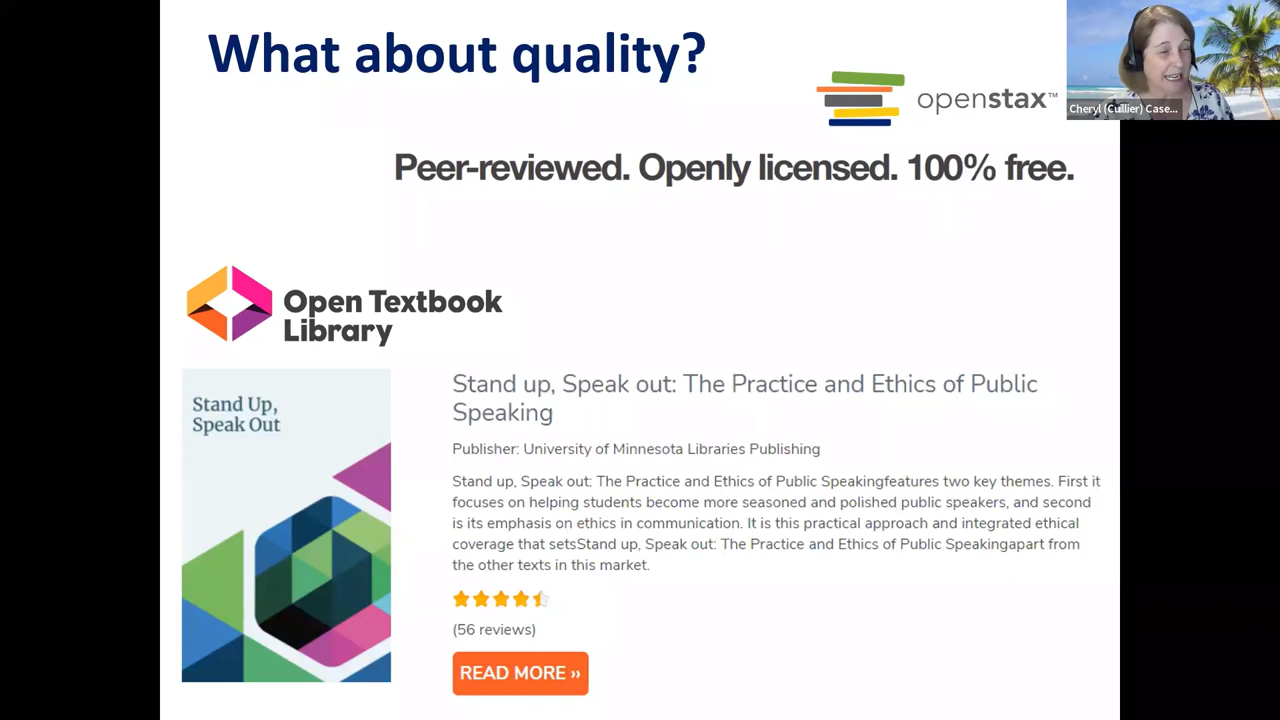 What about quality?
openstax™
Cheryl (Cullier) Case...
Peer-reviewed. Openly licensed. 100% free.
Open Textbook
Library
Stand Up,
Speak Out
Stand up, Speak out: The Practice and Ethics of Public
Speaking
Publisher: University of Minnesota Libraries Publishing
Stand up, Speak out: The Practice and Ethics of Public Speakingfeatures two key themes. First it
focuses on helping students become more seasoned and polished public speakers, and second
is its emphasis on ethics in communication. It is this practical approach and integrated ethical
coverage that setsStand up, Speak out: The Practice and Ethics of Public Speakingapart from
the other texts in this market.
(56 reviews)
READ MORE ››